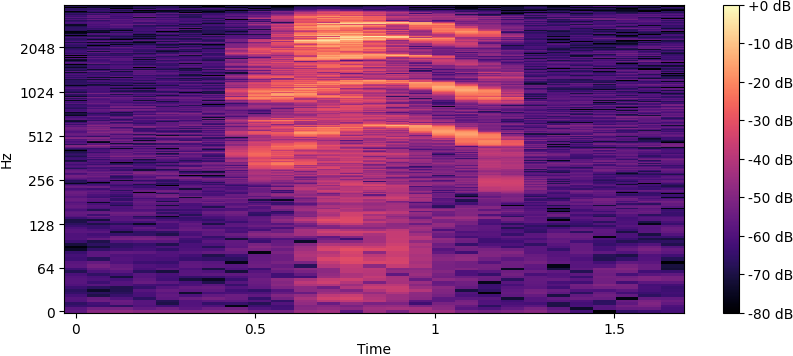 2048
1024
512
256
128
64
0
Hz
0
0.5
1
1.5
Time
+0 dB
-10 dB
-20 dB
-30 dB
-40 dB
-50 dB
-60 dB
-70 dB
-80 dB